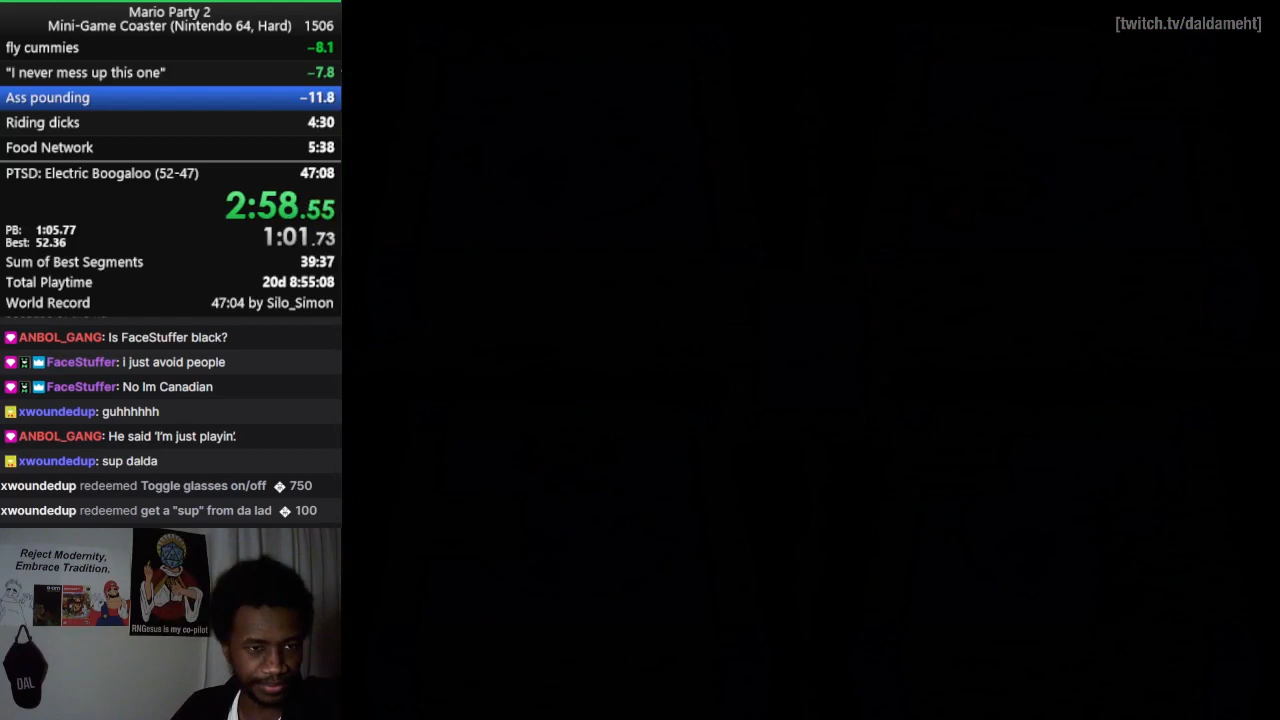 Mario Party 2
Mini-Game Coaster (Nintendo 64, Hard) 1506
fly cummies -8.1
"I never mess up this one" -7.8
Ass pounding -11.8
Riding dicks 4:30
Food Network 5:38
PTSD: Electric Boogaloo (52-47) 47:08
2:58.55
PB: 1:05.77
Best: 52.36
1:01.73
Sum of Best Segments 39:37
Total Playtime 20d 8:55:08
World Record 47:04 by Silo_Simon
ANBOL_GANG: Is FaceStuffer black?
FaceStuffer: i just avoid people
FaceStuffer: No Im Canadian
xwoundedup: guhhhhhh
ANBOL_GANG: He said 'I'm just playin'.
xwoundedup: sup dalda
xwoundedup redeemed Toggle glasses on/off 750
xwoundedup redeemed get a "sup" from da lad 100
Reject Modernity,
Embrace Tradition.
RNGesus is my co-pilot
DAL
[twitch.tv/daldameht]